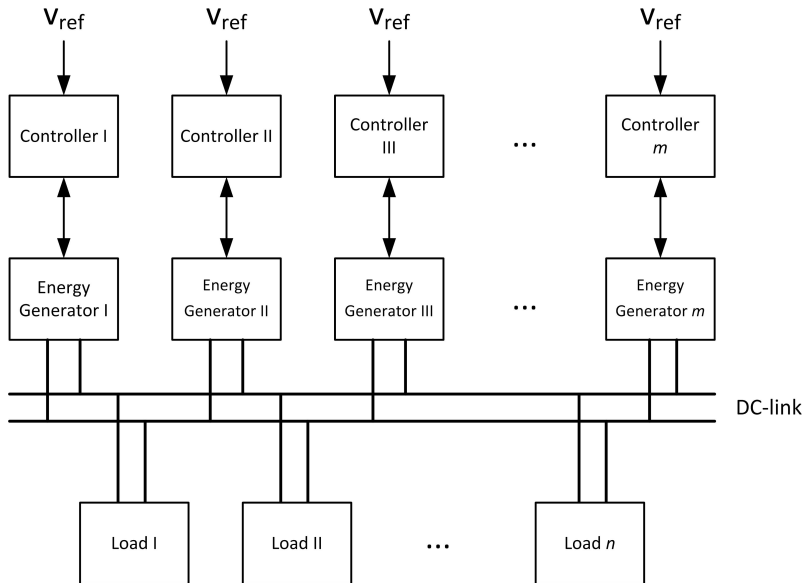 Vref Vref Vref Vref
Controller I Controller II Controller III ... Controller m
Energy Generator I Energy Generator II Energy Generator III ... Energy Generator m
DC-link
Load I Load II ... Load n